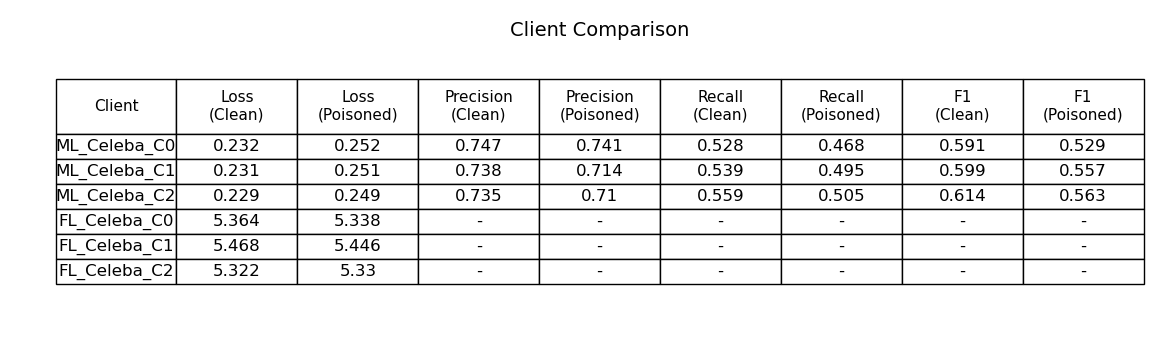 Client Comparison
Client Loss (Clean) Loss (Poisoned) Precision (Clean) Precision (Poisoned) Recall (Clean) Recall (Poisoned) F1 (Clean) F1 (Poisoned)
ML_Celeba_C0 0.232 0.252 0.747 0.741 0.528 0.468 0.591 0.529
ML_Celeba_C1 0.231 0.251 0.738 0.714 0.539 0.495 0.599 0.557
ML_Celeba_C2 0.229 0.249 0.735 0.71 0.559 0.505 0.614 0.563
FL_Celeba_C0 5.364 5.338 - - - - - -
FL_Celeba_C1 5.468 5.446 - - - - - -
FL_Celeba_C2 5.322 5.33 - - - - - -